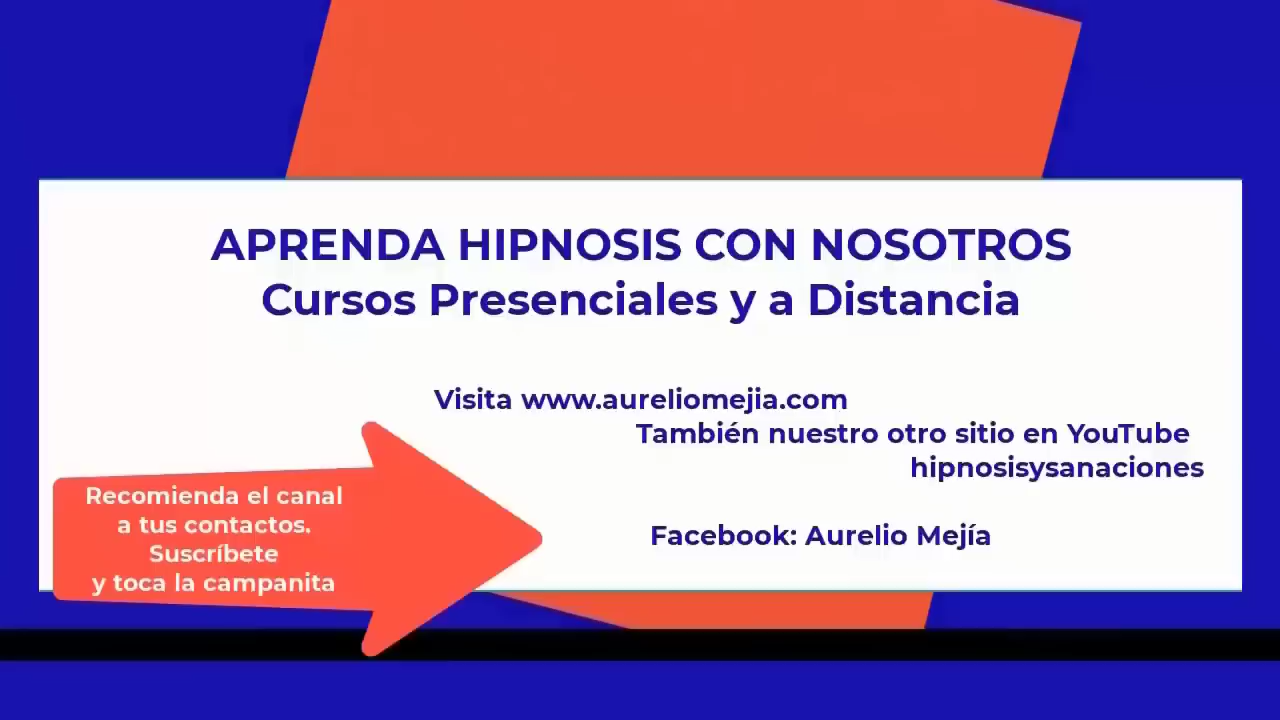 APRENDA HIPNOSIS CON NOSOTROS
Cursos Presenciales y a Distancia
Visita www.aureliomejia.com
También nuestro otro sitio en YouTube
hipnosisysanaciones
Facebook: Aurelio Mejía
Recomienda el canal
a tus contactos.
Suscríbete
y toca la campanita